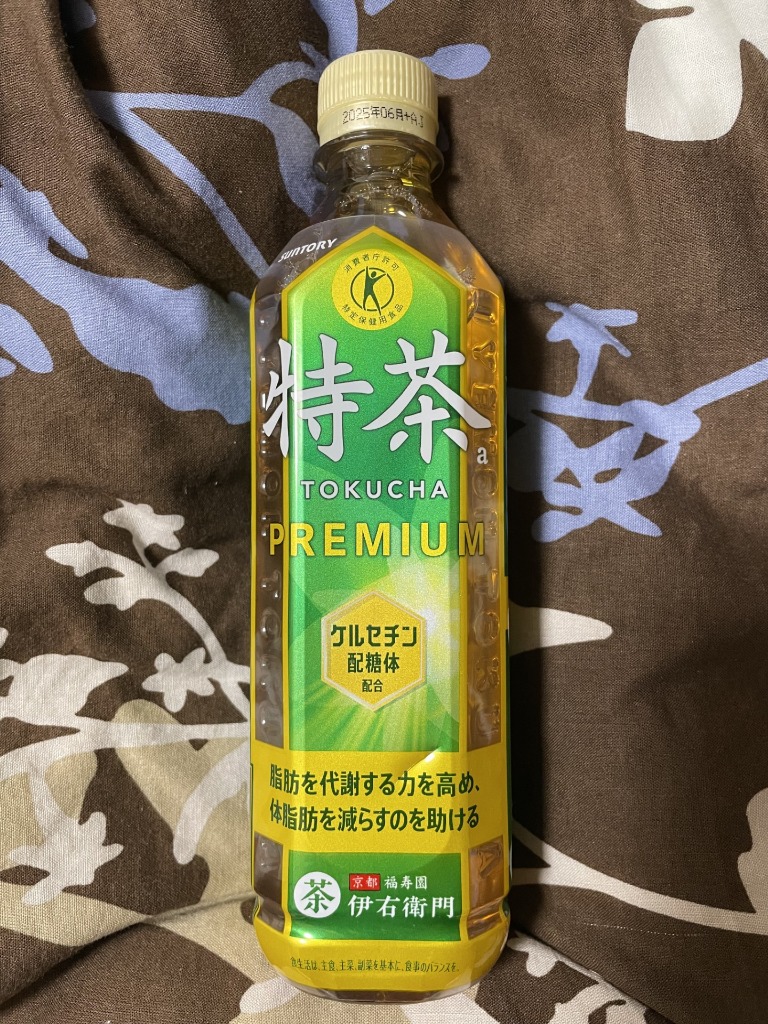 2025年06月+A.I
SUNTORY
消費者庁許可
特定保健用食品
特茶
a
TOKUCHA
PREMIUM
ケルセチン
配糖体
配合
脂肪を代謝する力を高め、
体脂肪を減らすのを助ける
茶
京都 福寿園
伊右衛門
食生活は、主食、主菜、副菜を基本に、食事のバランスを。